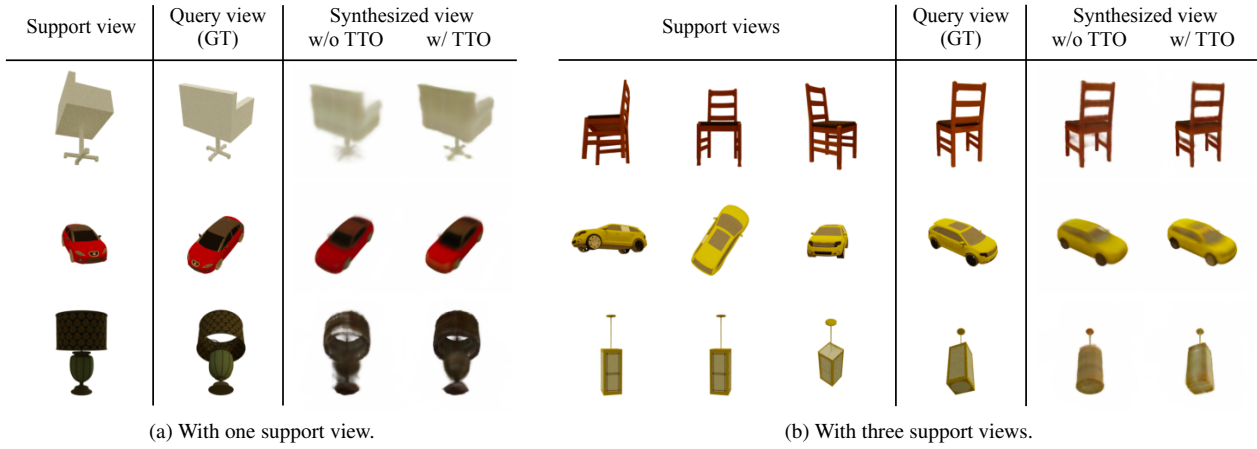 Support view
Query view
(GT)
Synthesized view
w/o TTO
w/ TTO
(a) With one support view.
Support views
Query view
(GT)
Synthesized view
w/o TTO
w/ TTO
(b) With three support views.